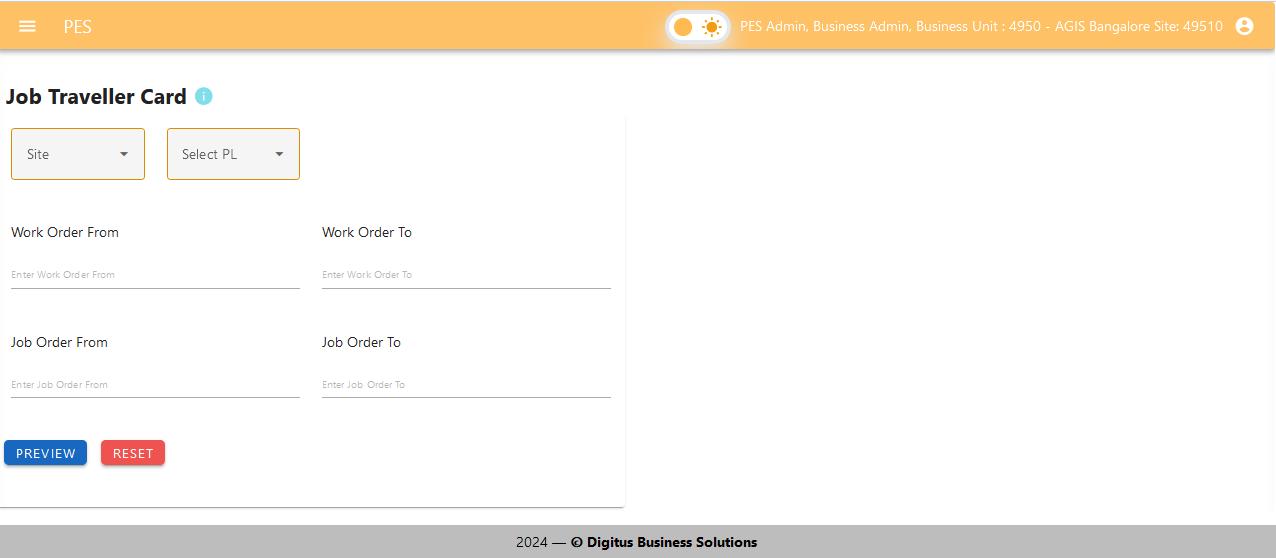 PES
PES Admin, Business Admin, Business Unit : 4950 - AGIS Bangalore Site: 49510
Job Traveller Card
Site
Select PL
Work Order From
Work Order To
Enter Work Order From
Enter Work Order To
Job Order From
Job Order To
Enter Job Order From
Enter Job Order To
PREVIEW
RESET
2024 — © Digitus Business Solutions